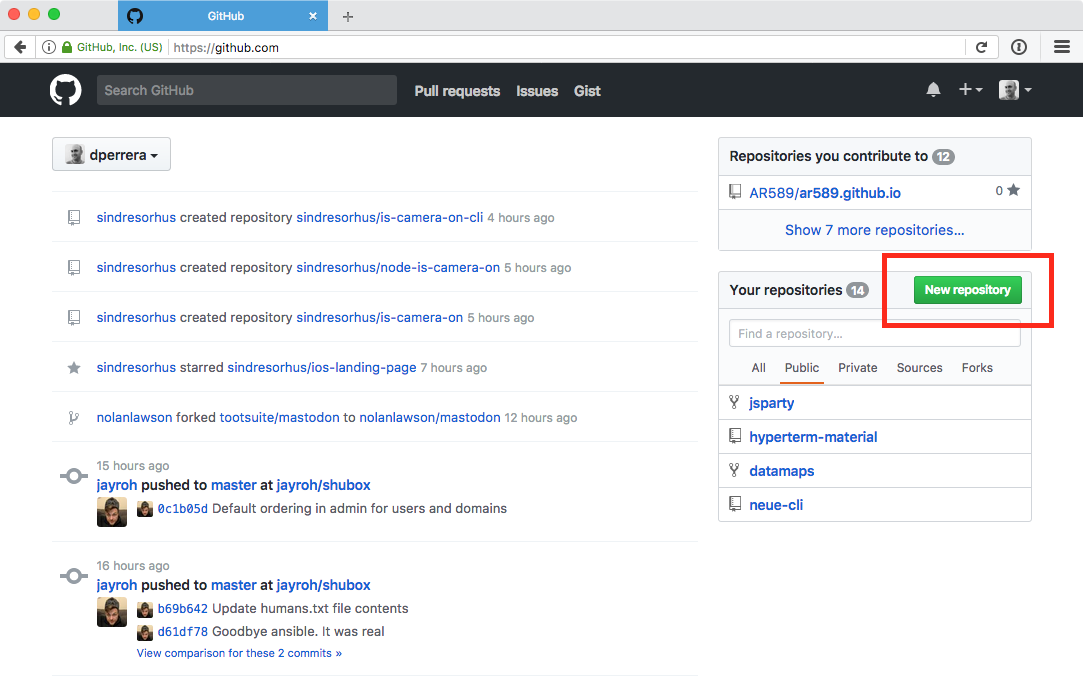 GitHub
GitHub, Inc. (US) https://github.com
Search GitHub Pull requests Issues Gist
dperrera
sindresorhus created repository sindresorhus/is-camera-on-cli 4 hours ago
sindresorhus created repository sindresorhus/node-is-camera-on 5 hours ago
sindresorhus created repository sindresorhus/is-camera-on 5 hours ago
sindresorhus starred sindresorhus/ios-landing-page 7 hours ago
nolanlawson forked tootsuite/mastodon to nolanlawson/mastodon 12 hours ago
15 hours ago
jayroh pushed to master at jayroh/shubox
0c1b05d Default ordering in admin for users and domains
16 hours ago
jayroh pushed to master at jayroh/shubox
b69b642 Update humans.txt file contents
d61df78 Goodbye ansible. It was real
View comparison for these 2 commits »
Repositories you contribute to 12
AR589/ar589.github.io 0
Show 7 more repositories...
Your repositories 14 New repository
Find a repository...
All Public Private Sources Forks
jsparty
hyperterm-material
datamaps
neue-cli